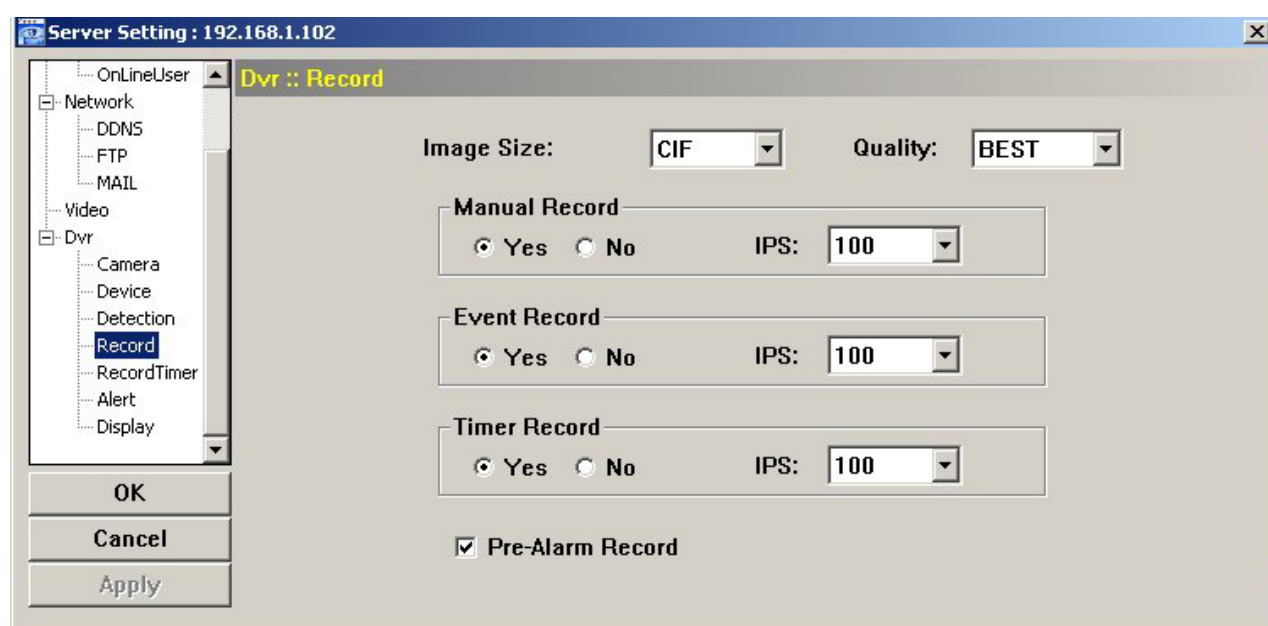 Server Setting : 192.168.1.102
OnLineUser
Network
DDNS
FTP
MAIL
Video
Dvr
Camera
Device
Detection
Record
RecordTimer
Alert
Display
OK
Cancel
Apply
Dvr :: Record
Image Size: CIF Quality: BEST
Manual Record
Yes No IPS: 100
Event Record
Yes No IPS: 100
Timer Record
Yes No IPS: 100
Pre-Alarm Record